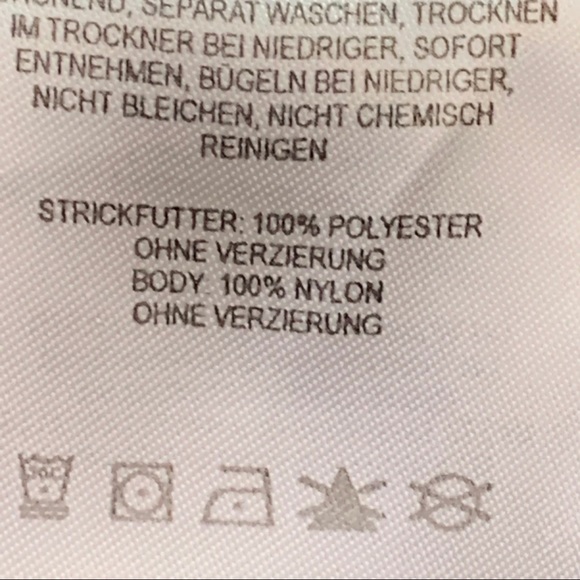 SEPARAT WASCHEN, TROCKNEN
IM TROCKNER BEI NIEDRIGER, SOFORT
ENTNEHMEN, BÜGELN BEI NIEDRIGER,
NICHT BLEICHEN, NICHT CHEMISCH
REINIGEN
STRICKFUTTER: 100% POLYESTER
OHNE VERZIERUNG
BODY: 100% NYLON
OHNE VERZIERUNG
30C